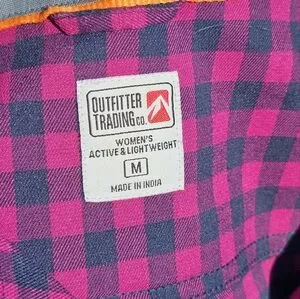 OUTFITTER
TRADING CO.
WOMEN'S
ACTIVE & LIGHTWEIGHT
M
MADE IN INDIA